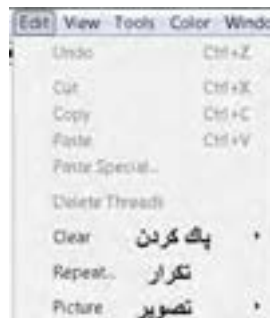 Edit View Tools Color Windo
Undo Ctrl+Z
Cut Ctrl+X
Copy Ctrl+C
Paste Ctrl+V
Paste Special...
Delete Threads
Clear پاک کردن
Repeat... تکرار
Picture تصویر